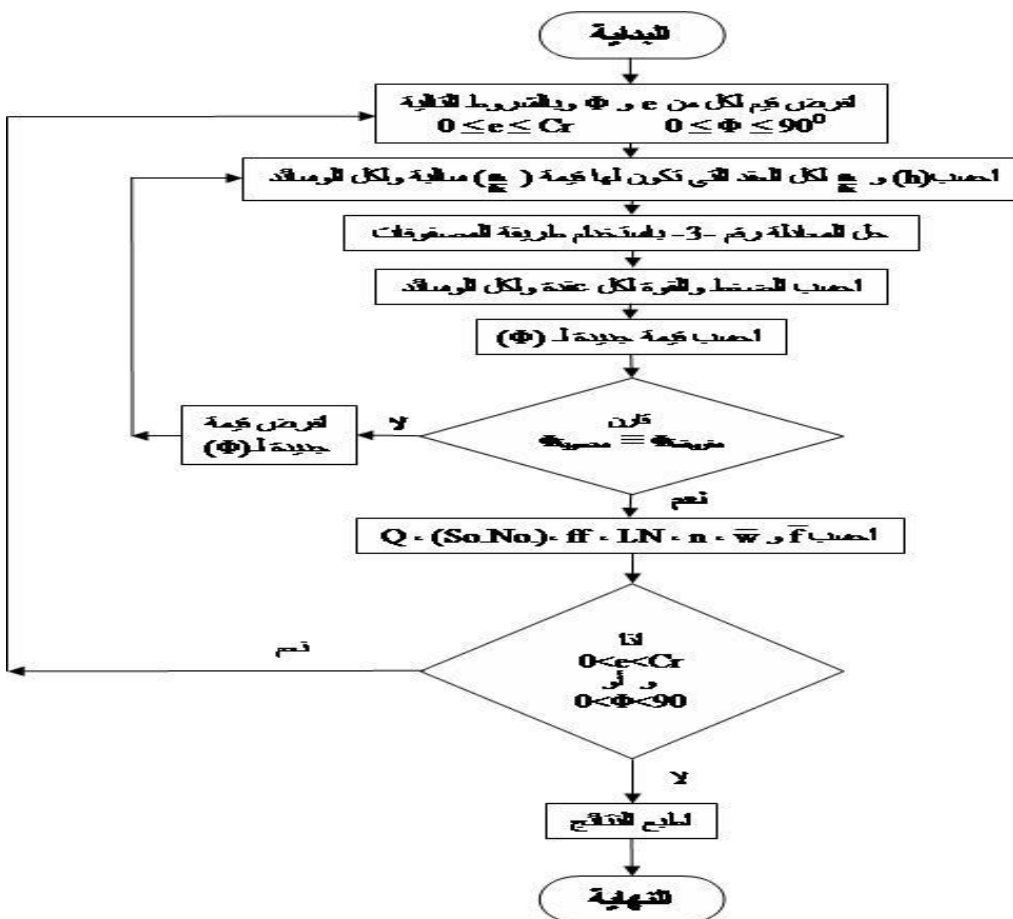 البداية
افرض قيم لكل من e و Φ وبالشروط التالية
0 ≤ e ≤ Cr 0 ≤ Φ ≤ 90⁰
احسب (h) و لكل العقد التي تكون لها قيمة ( ) سالبة ولكل الوسائد
حل المعادلة رقم -3- باستخدام طريقة المصفوفات
احسب الضغط والقوة لكل عقدة ولكل الوسائد
احسب قيمة جديدة لـ (Φ)
قارن
Φمفروضة = Φمحسوبة
لا
افرض قيمة
جديدة لـ (Φ)
نعم
احسب f̅ و w̅ ، n ، LN ، ff ، (So.No.) ، Q
اذا
0<e<Cr
و أو
0<Φ<90
نعم
لا
اطبع النتائج
النهاية